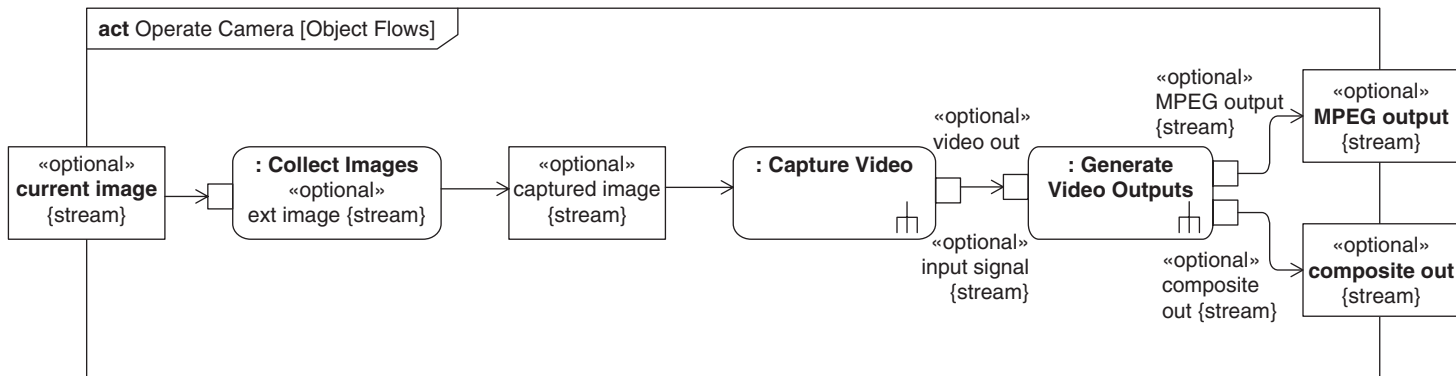 act Operate Camera [Object Flows]
«optional»
current image
{stream}
: Collect Images
«optional»
ext image {stream}
«optional»
captured image
{stream}
: Capture Video
«optional»
video out
«optional»
input signal
{stream}
: Generate
Video Outputs
«optional»
MPEG output
{stream}
«optional»
composite
out {stream}
«optional»
MPEG output
{stream}
«optional»
composite out
{stream}